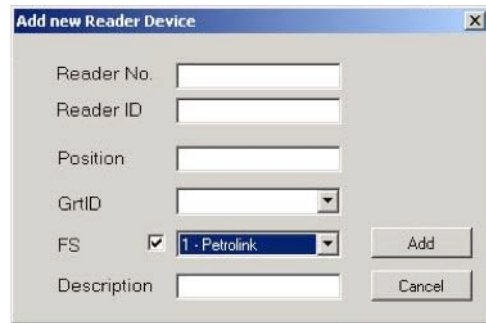 Add new Reader Device
Reader No.
Reader ID
Position
GrtID
FS 1 - Petrolink Add
Description Cancel